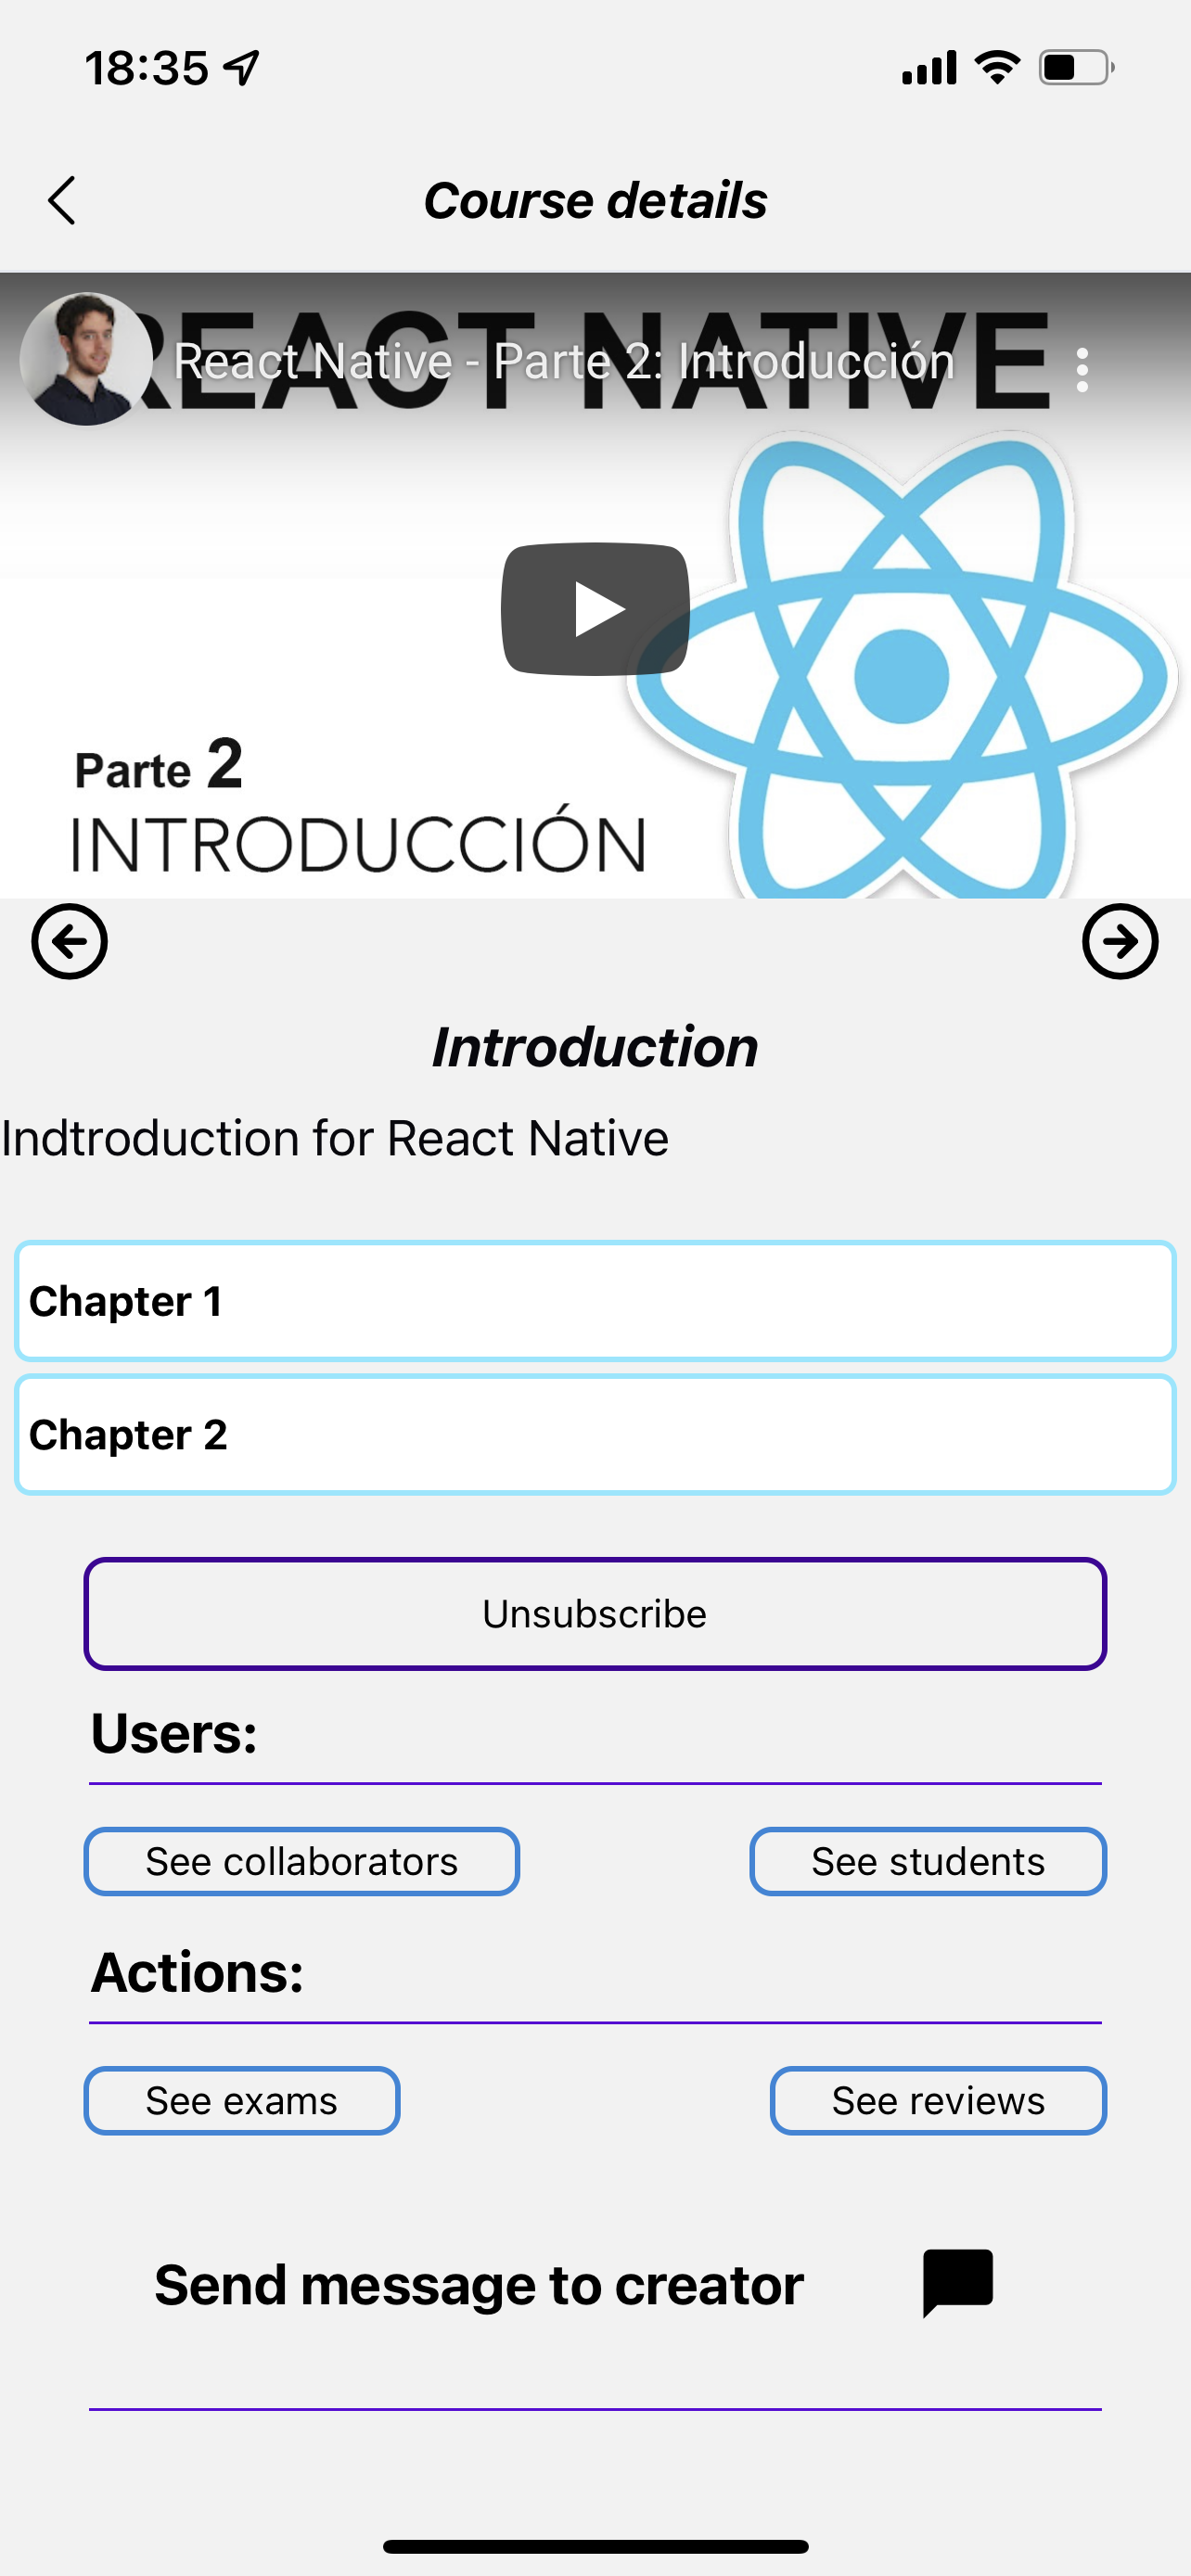 18:35
Course details
REACT NATIVE
React Native - Parte 2: Introducción
Parte 2
INTRODUCCIÓN
Introduction
Indtroduction for React Native
Chapter 1
Chapter 2
Unsubscribe
Users:
See collaborators
See students
Actions:
See exams
See reviews
Send message to creator